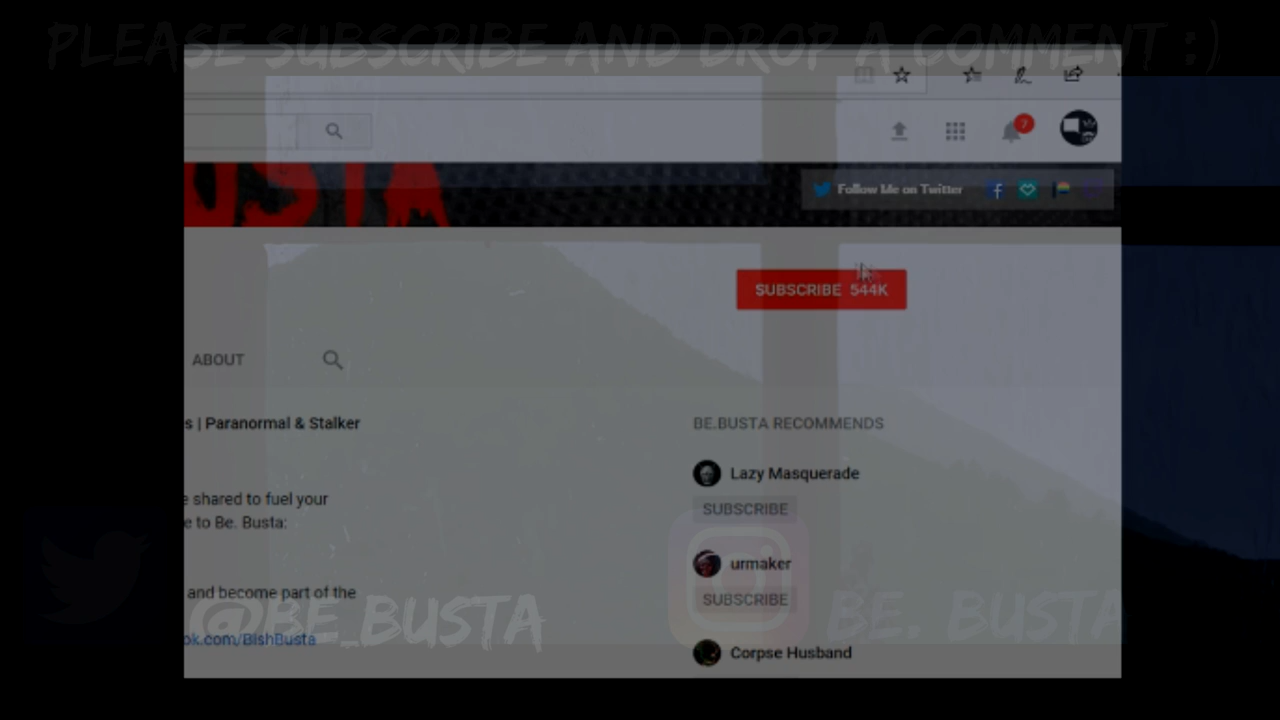 PLEASE SUBSCRIBE AND DROP A COMMENT :)
7
BUSTA
Follow Me on Twitter
SUBSCRIBE 544K
ABOUT
s | Paranormal & Stalker
BE.BUSTA RECOMMENDS
Lazy Masquerade
SUBSCRIBE
e shared to fuel your
e to Be. Busta:
urmaker
SUBSCRIBE
and become part of the
@BE_BUSTA
BE. BUSTA
ok.com/BishBusta
Corpse Husband